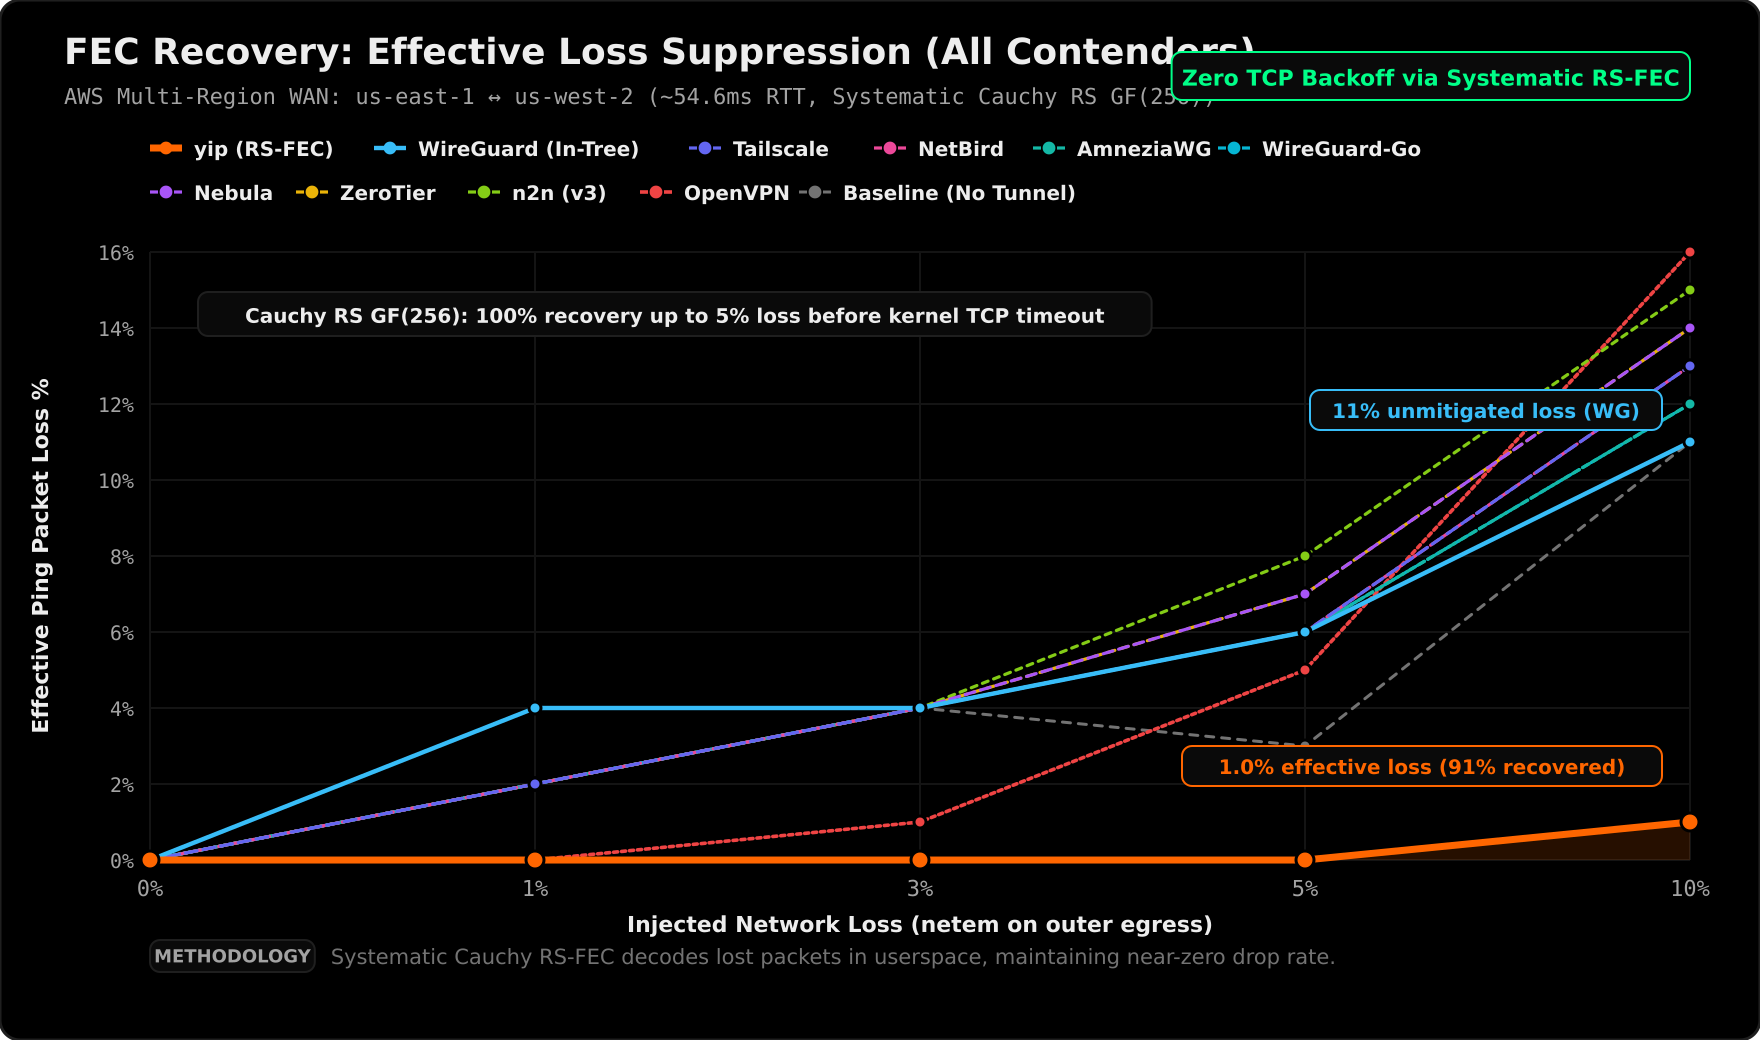 FEC Recovery: Effective Loss Suppression (All Contenders)
Zero TCP Backoff via Systematic RS-FEC
AWS Multi-Region WAN: us-east-1 ↔ us-west-2 (~54.6ms RTT, Systematic Cauchy RS GF(256))
yip (RS-FEC) WireGuard (In-Tree) Tailscale NetBird AmneziaWG WireGuard-Go
Nebula ZeroTier n2n (v3) OpenVPN Baseline (No Tunnel)
16%
Cauchy RS GF(256): 100% recovery up to 5% loss before kernel TCP timeout
14%
12%
11% unmitigated loss (WG)
10%
8%
6%
4%
2%
0%
1.0% effective loss (91% recovered)
Effective Ping Packet Loss %
0% 1% 3% 5% 10%
Injected Network Loss (netem on outer egress)
METHODOLOGY Systematic Cauchy RS-FEC decodes lost packets in userspace, maintaining near-zero drop rate.